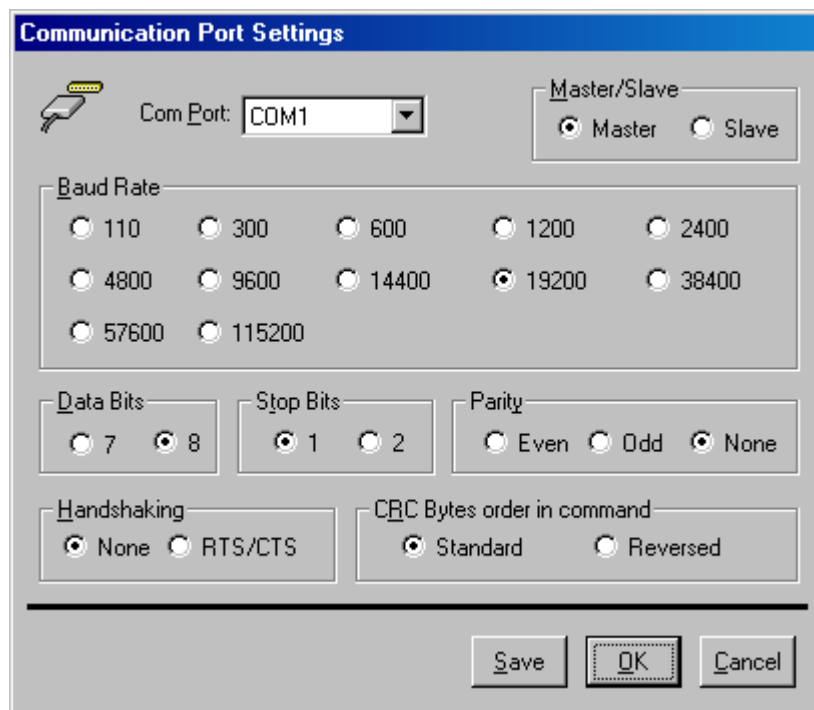 Communication Port Settings
Com Port: COM1
Master/Slave
Master Slave
Baud Rate
110 300 600 1200 2400
4800 9600 14400 19200 38400
57600 115200
Data Bits Stop Bits Parity
7 8 1 2 Even Odd None
Handshaking CRC Bytes order in command
None RTS/CTS Standard Reversed
Save OK Cancel